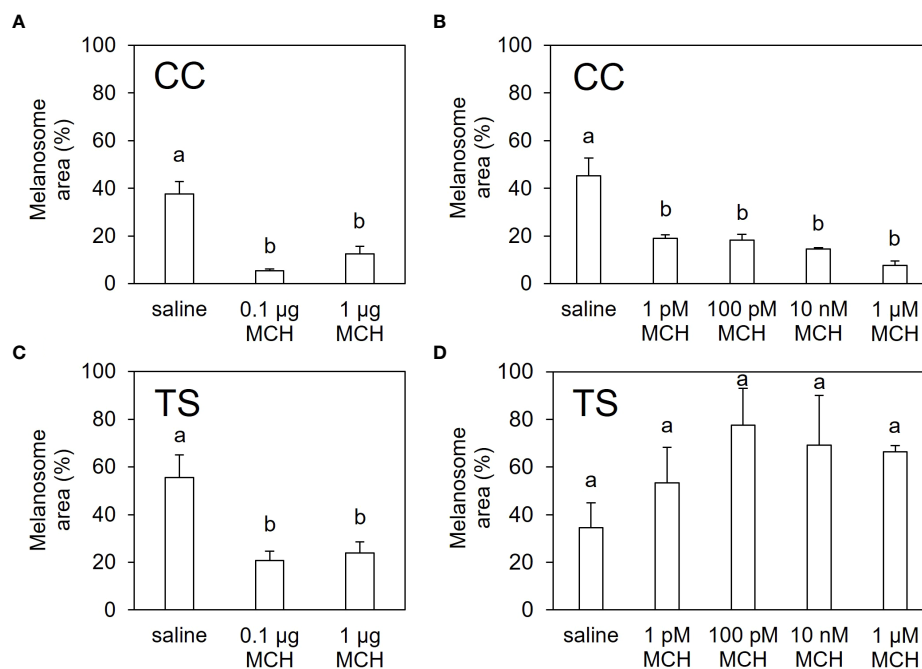 A
100
80
60
40
20
0
Melanosome
area (%)
CC
a
b
b
saline
0.1 µg
MCH
1 µg
MCH
B
100
80
60
40
20
0
Melanosome
area (%)
CC
a
b
b
b
b
saline
1 pM
MCH
100 pM
MCH
10 nM
MCH
1 µM
MCH
C
100
80
60
40
20
0
Melanosome
area (%)
TS
a
b
b
saline
0.1 µg
MCH
1 µg
MCH
D
100
80
60
40
20
0
Melanosome
area (%)
TS
a
a
a
a
a
saline
1 pM
MCH
100 pM
MCH
10 nM
MCH
1 µM
MCH